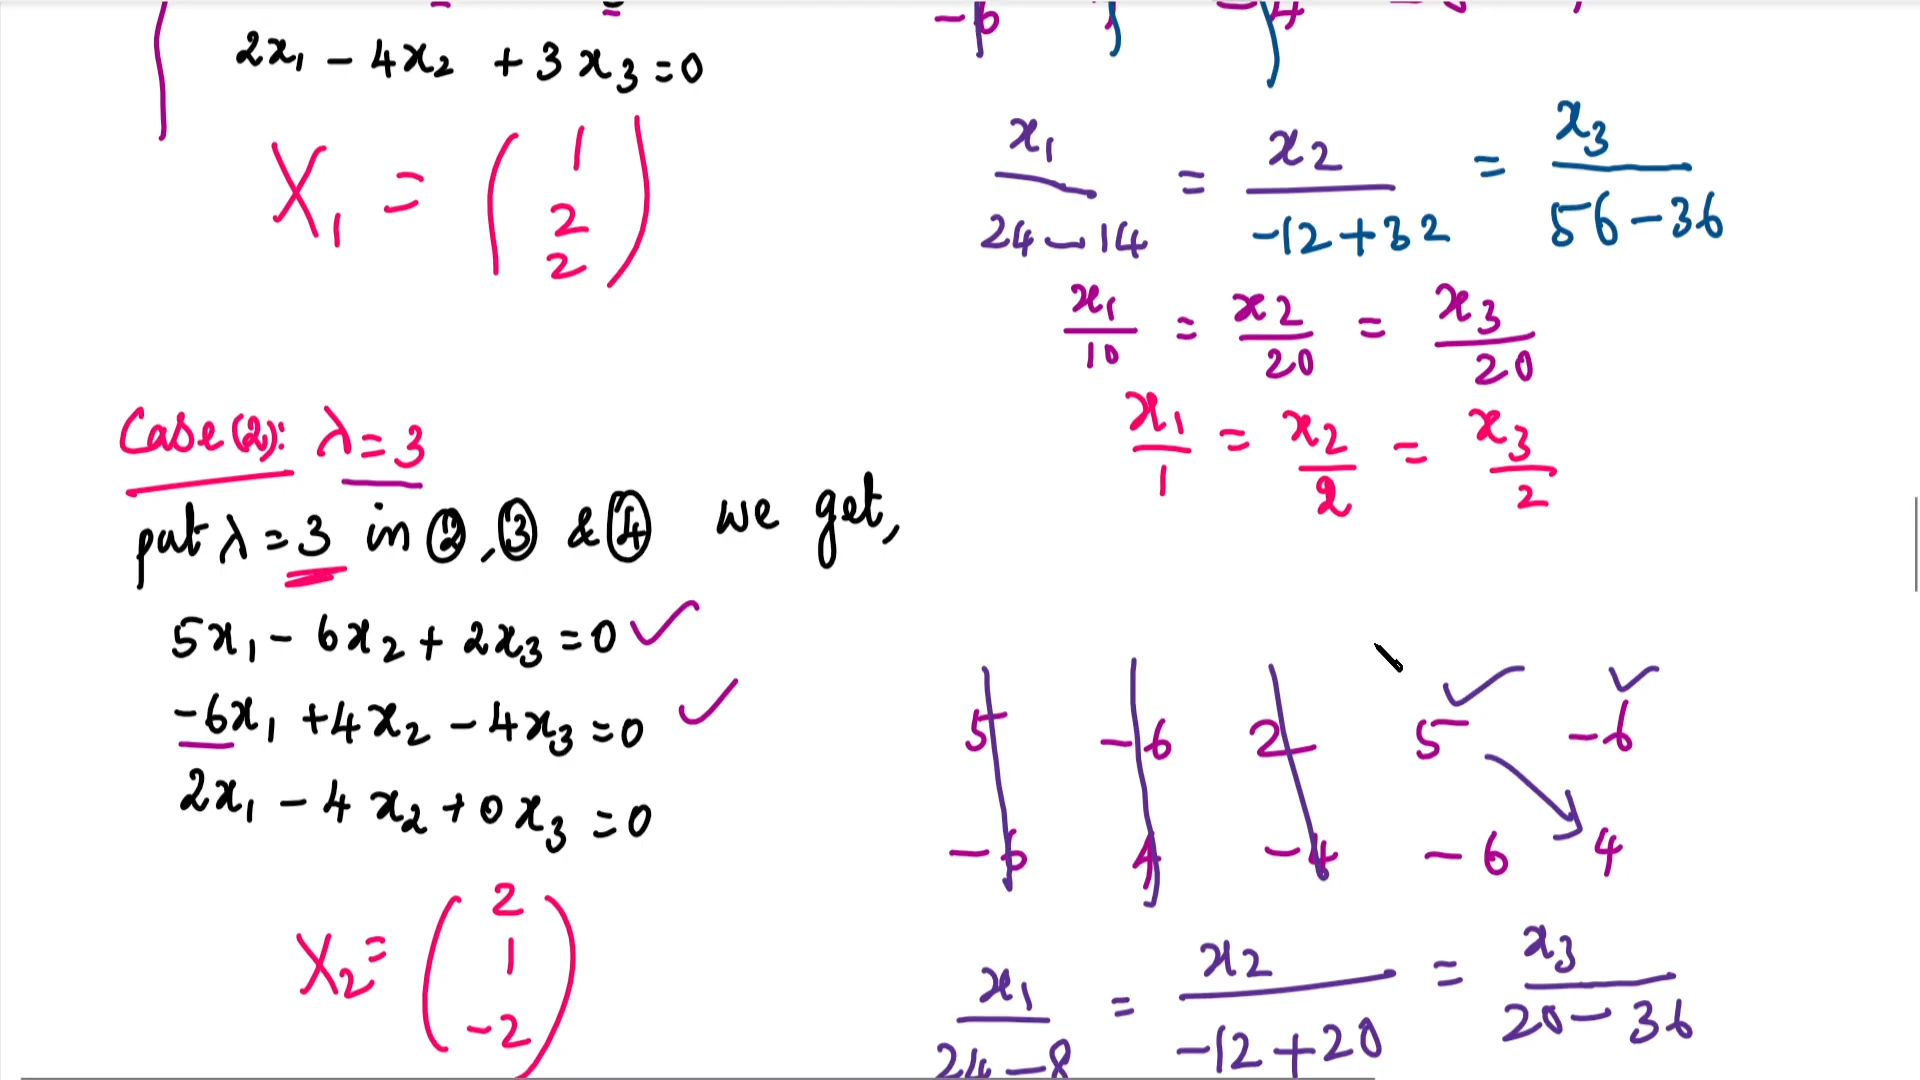 2x₁ - 4x₂ + 3x₃ = 0
X₁ = ( 1 2 2 )
x₁/24-14 = x₂/-12+32 = x₃/56-36
x₁/10 = x₂/20 = x₃/20
x₁/1 = x₂/2 = x₃/2
Case(2): λ=3
put λ=3 in ②,③ & ④ we get,
5x₁ - 6x₂ + 2x₃ = 0
-6x₁ + 4x₂ - 4x₃ = 0
2x₁ - 4x₂ + 0x₃ = 0
X₂ = ( 2 1 -2 )
5 -6 2 5 -6
-6 4 -4 -6 4
x₁/24-8 = x₂/-12+20 = x₃/20-36